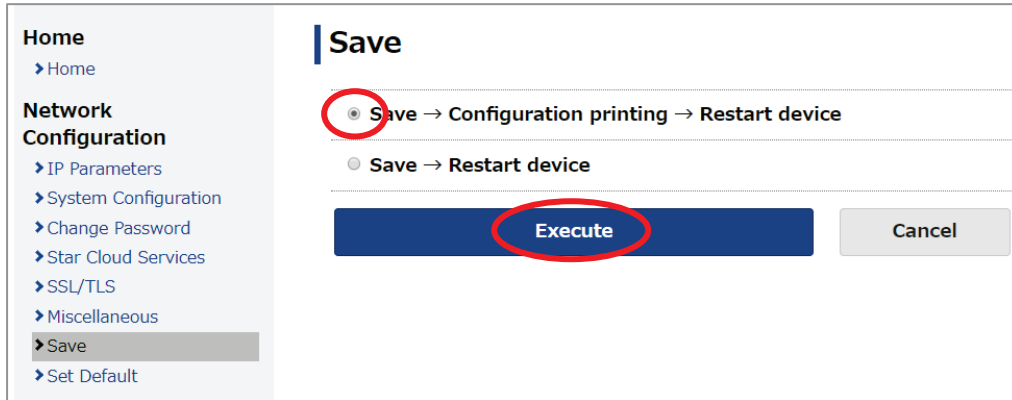 Home
Home
Network
Configuration
IP Parameters
System Configuration
Change Password
Star Cloud Services
SSL/TLS
Miscellaneous
Save
Set Default
Save
Save → Configuration printing → Restart device
Save → Restart device
Execute
Cancel